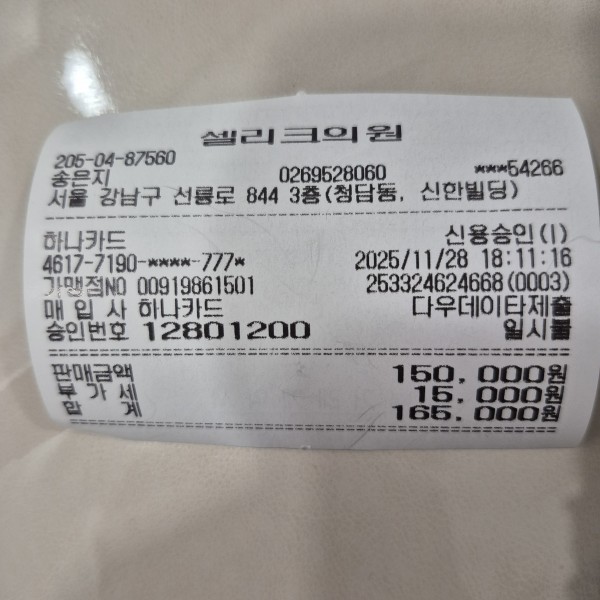 셀리크의원
205-04-87560
송은지 0269528060 ***54266
서울 강남구 선릉로 844 3층(청담동, 신한빌딩)
하나카드 신용승인(I)
4617-7190-****-777* 2025/11/28 18:11:16
가맹점NO 00919861501 253324624668(0003)
매 입 사 하나카드 다우데이타제출
승인번호 12801200 일시불
판매금액 150,000원
부 가 세 15,000원
합 계 165,000원